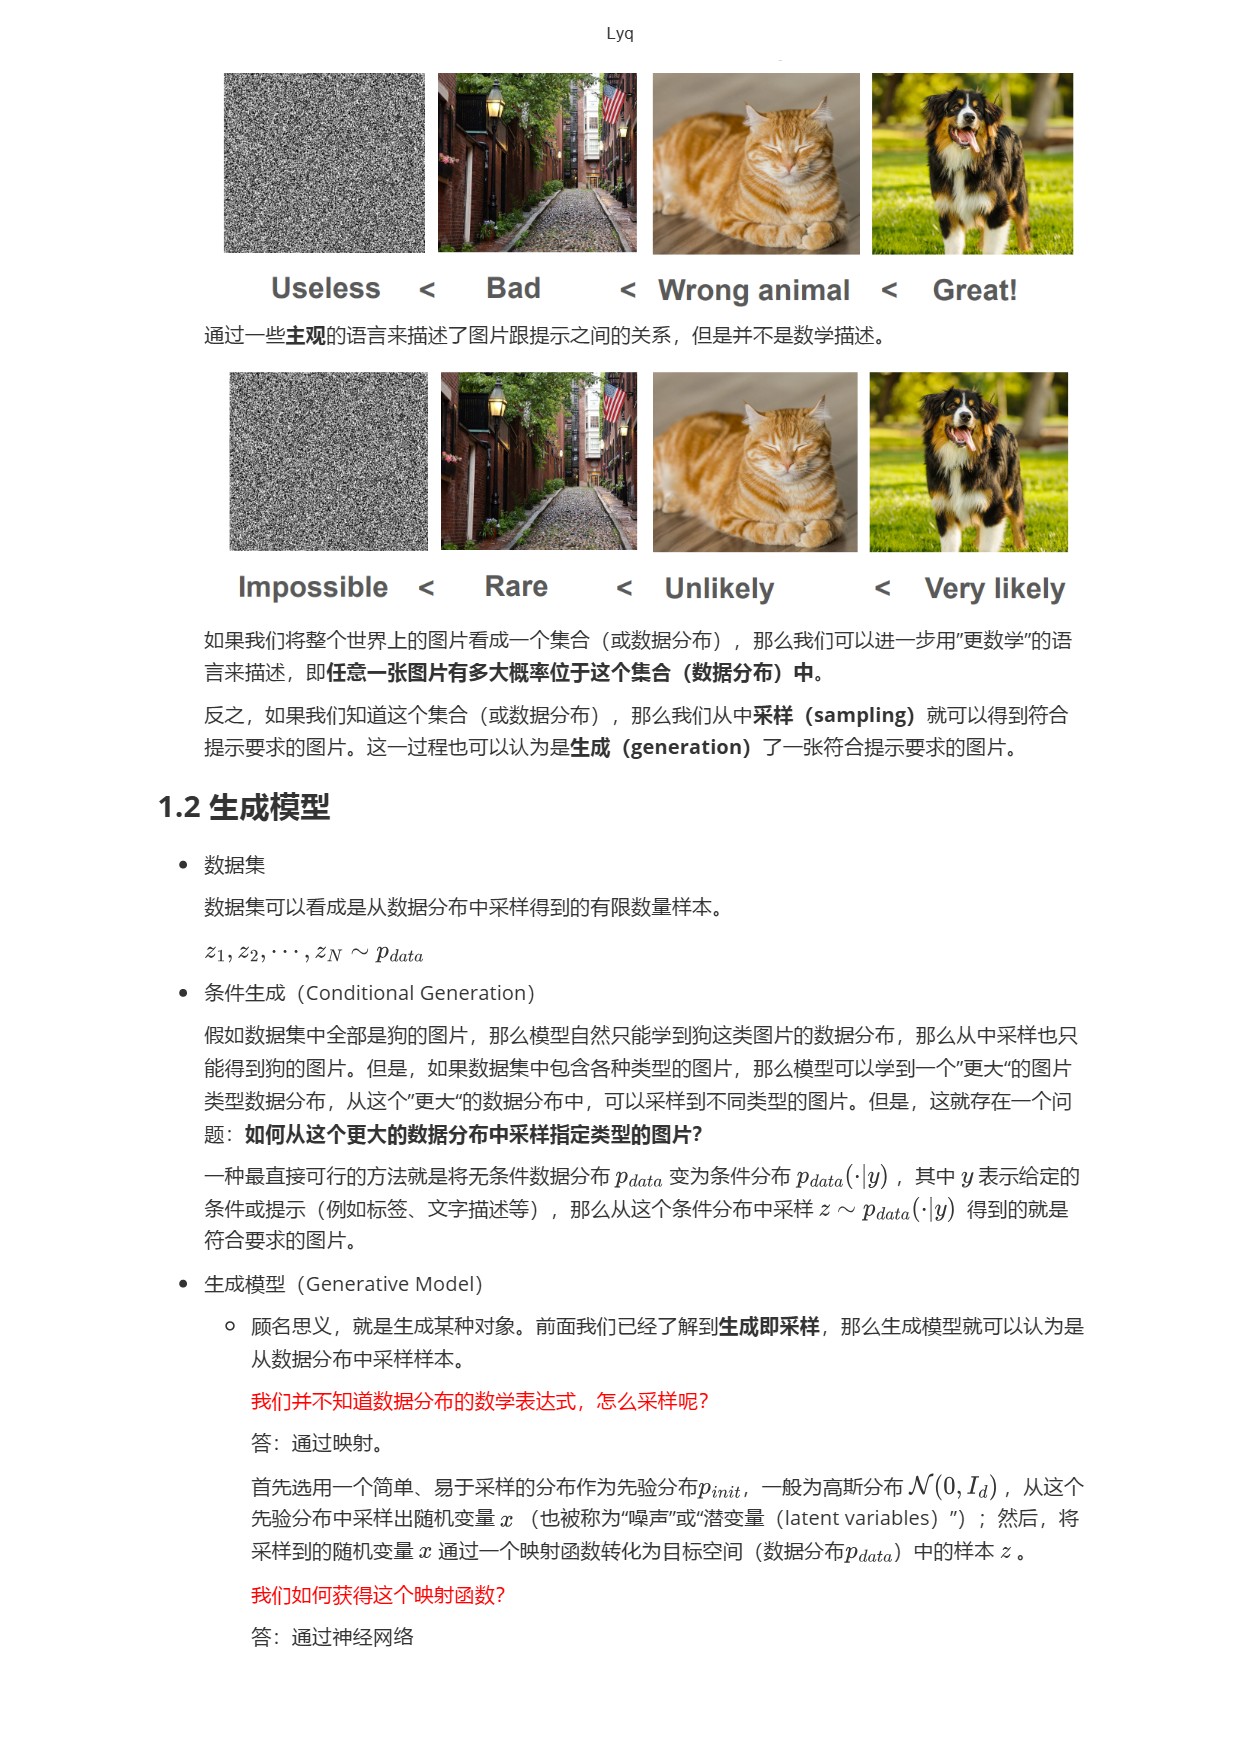 Lyq
Useless < Bad < Wrong animal < Great!
通过一些主观的语言来描述了图片跟提示之间的关系，但是并不是数学描述。
Impossible < Rare < Unlikely < Very likely
如果我们将整个世界上的图片看成一个集合（或数据分布），那么我们可以进一步用”更数学”的语
言来描述，即任意一张图片有多大概率位于这个集合（数据分布）中。
反之，如果我们知道这个集合（或数据分布），那么我们从中采样（sampling）就可以得到符合
提示要求的图片。这一过程也可以认为是生成（generation）了一张符合提示要求的图片。
1.2 生成模型
• 数据集
数据集可以看成是从数据分布中采样得到的有限数量样本。
$z_1, z_2, \cdots, z_N \sim p_{data}$
• 条件生成（Conditional Generation）
假如数据集中全部是狗的图片，那么模型自然只能学到狗这类图片的数据分布，那么从中采样也只
能得到狗的图片。但是，如果数据集中包含各种类型的图片，那么模型可以学到一个”更大“的图片
类型数据分布，从这个”更大“的数据分布中，可以采样到不同类型的图片。但是，这就存在一个问
题：如何从这个更大的数据分布中采样指定类型的图片？
一种最直接可行的方法就是将无条件数据分布 $p_{data}$ 变为条件分布 $p_{data}(\cdot|y)$ ，其中 $y$ 表示给定的
条件或提示（例如标签、文字描述等），那么从这个条件分布中采样 $z \sim p_{data}(\cdot|y)$ 得到的就是
符合要求的图片。
• 生成模型（Generative Model）
◦ 顾名思义，就是生成某种对象。前面我们已经了解到生成即采样，那么生成模型就可以认为是
从数据分布中采样样本。
我们并不知道数据分布的数学表达式，怎么采样呢？
答：通过映射。
首先选用一个简单、易于采样的分布作为先验分布$p_{init}$，一般为高斯分布 $\mathcal{N}(0, I_d)$ ，从这个
先验分布中采样出随机变量 $x$ （也被称为“噪声”或“潜变量（latent variables）”）；然后，将
采样到的随机变量 $x$ 通过一个映射函数转化为目标空间（数据分布$p_{data}$）中的样本 $z$ 。
我们如何获得这个映射函数？
答：通过神经网络